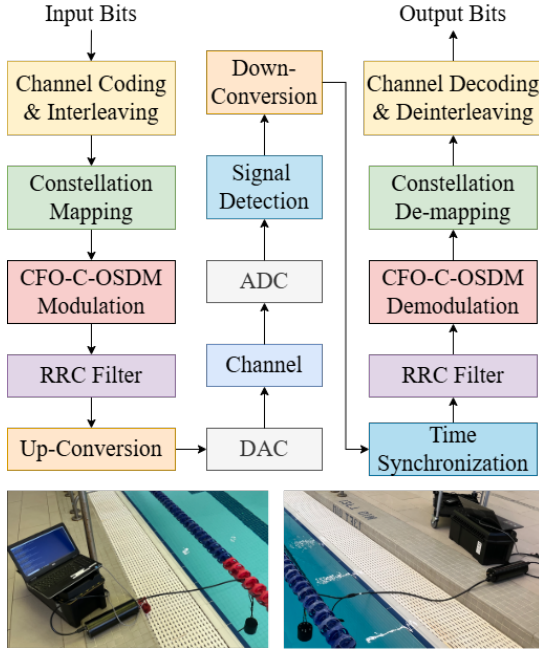 Input Bits
Channel Coding
& Interleaving
Constellation
Mapping
CFO-C-OSDM
Modulation
RRC Filter
Up-Conversion
Down-
Conversion
Signal
Detection
ADC
Channel
DAC
Output Bits
Channel Decoding
& Deinterleaving
Constellation
De-mapping
CFO-C-OSDM
Demodulation
RRC Filter
Time
Synchronization